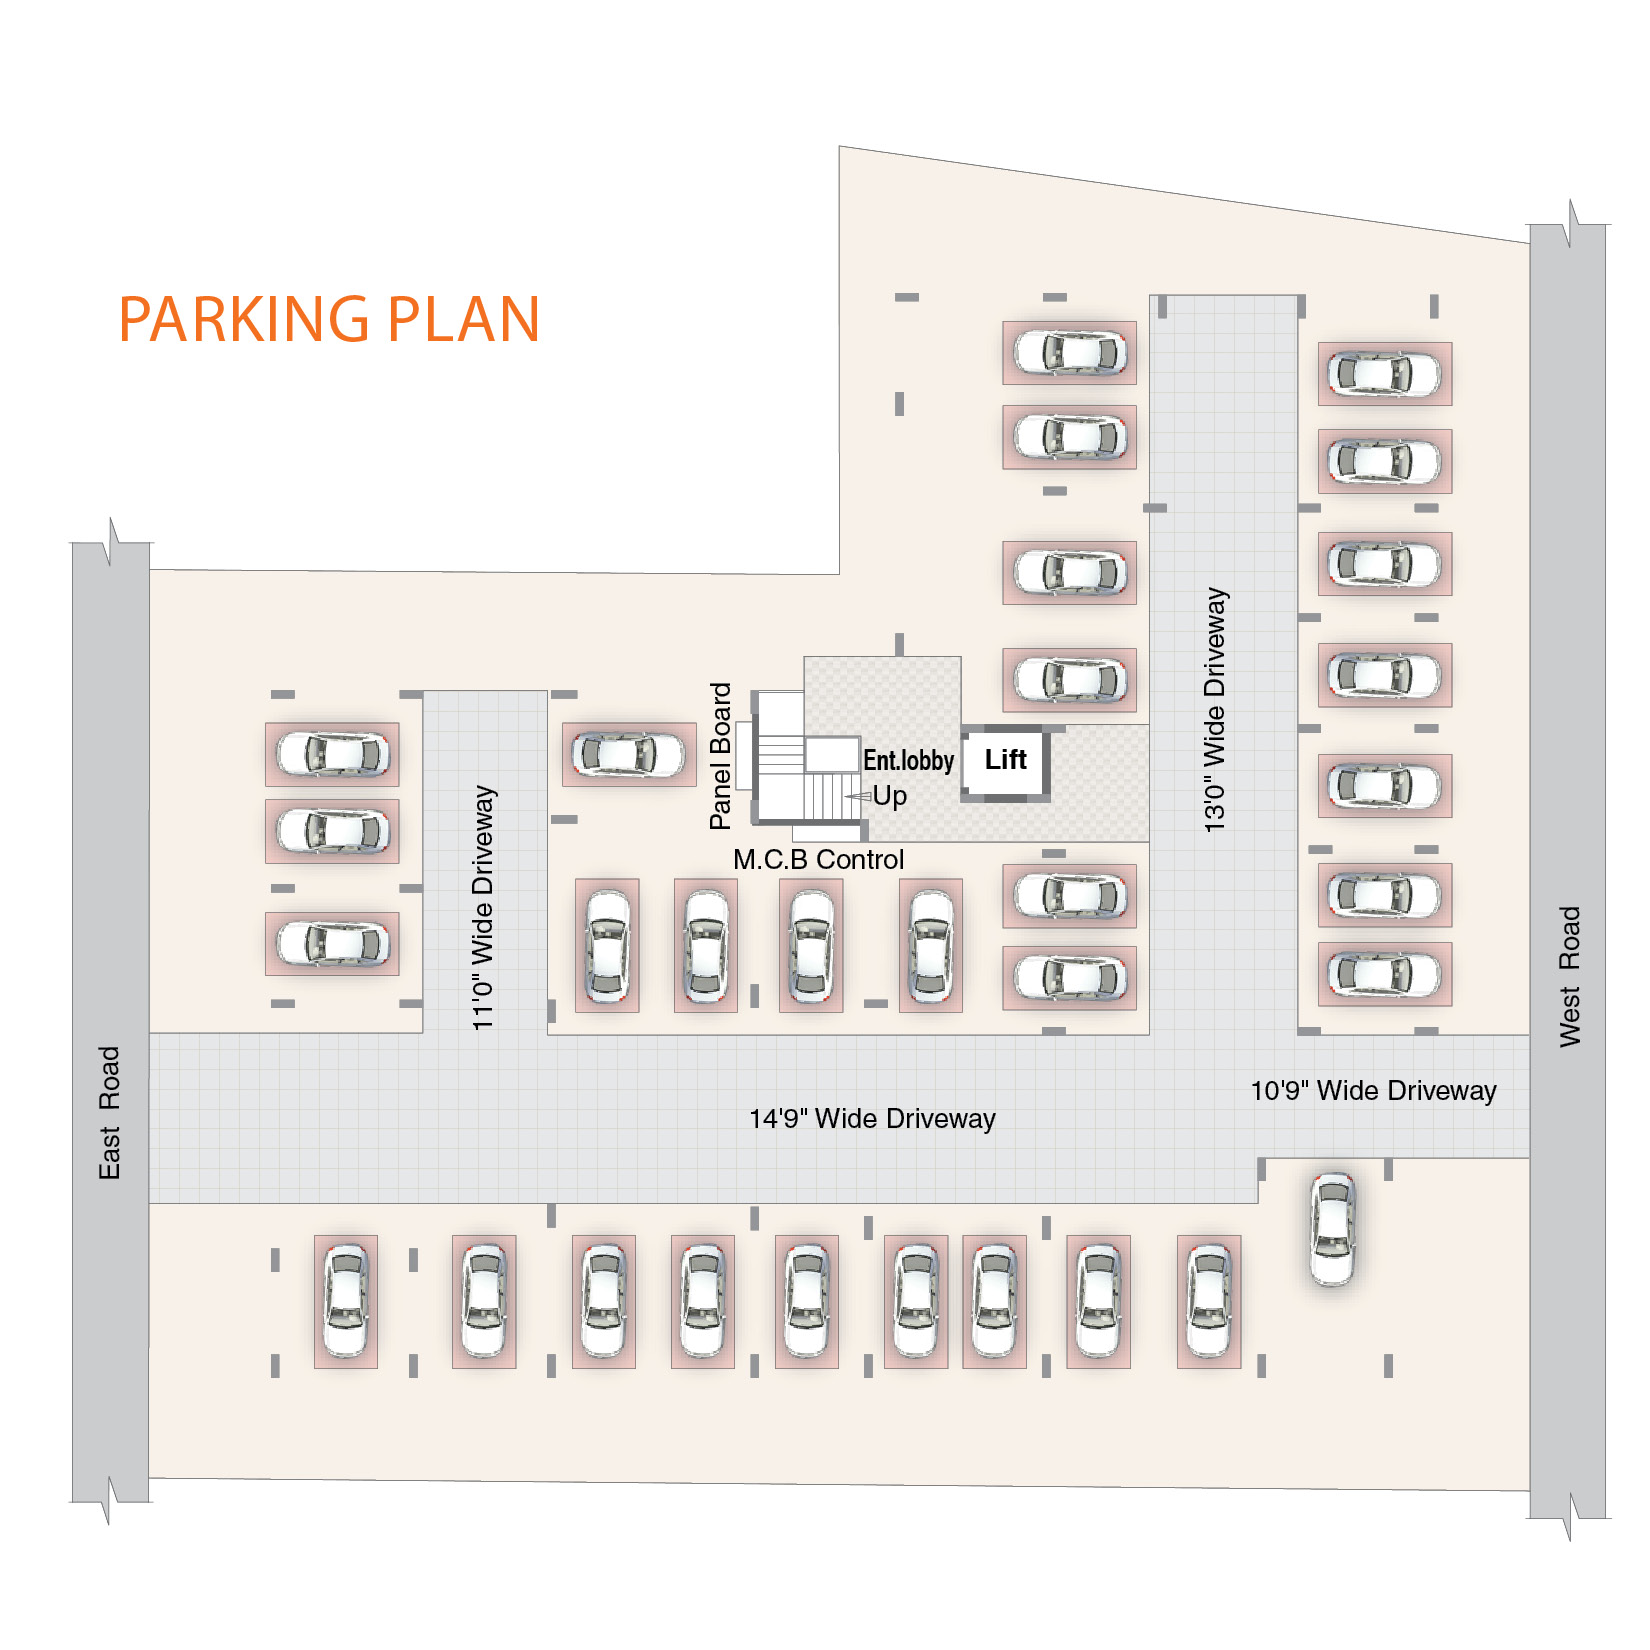 PARKING PLAN
Panel Board
Ent.lobby
Lift
Up
M.C.B Control
11'0" Wide Driveway
13'0" Wide Driveway
East Road
West Road
10'9" Wide Driveway
14'9" Wide Driveway